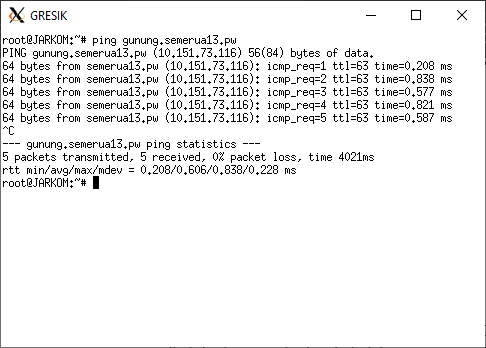 GRESIK
root@JARKOM:~# ping gunung.semerua13.pw
PING gunung.semerua13.pw (10.151.73.116) 56(84) bytes of data.
64 bytes from semerua13.pw (10.151.73.116): icmp_req=1 ttl=63 time=0.208 ms
64 bytes from semerua13.pw (10.151.73.116): icmp_req=2 ttl=63 time=0.838 ms
64 bytes from semerua13.pw (10.151.73.116): icmp_req=3 ttl=63 time=0.577 ms
64 bytes from semerua13.pw (10.151.73.116): icmp_req=4 ttl=63 time=0.821 ms
64 bytes from semerua13.pw (10.151.73.116): icmp_req=5 ttl=63 time=0.587 ms
^C
--- gunung.semerua13.pw ping statistics ---
5 packets transmitted, 5 received, 0% packet loss, time 4021ms
rtt min/avg/max/mdev = 0.208/0.606/0.838/0.228 ms
root@JARKOM:~#